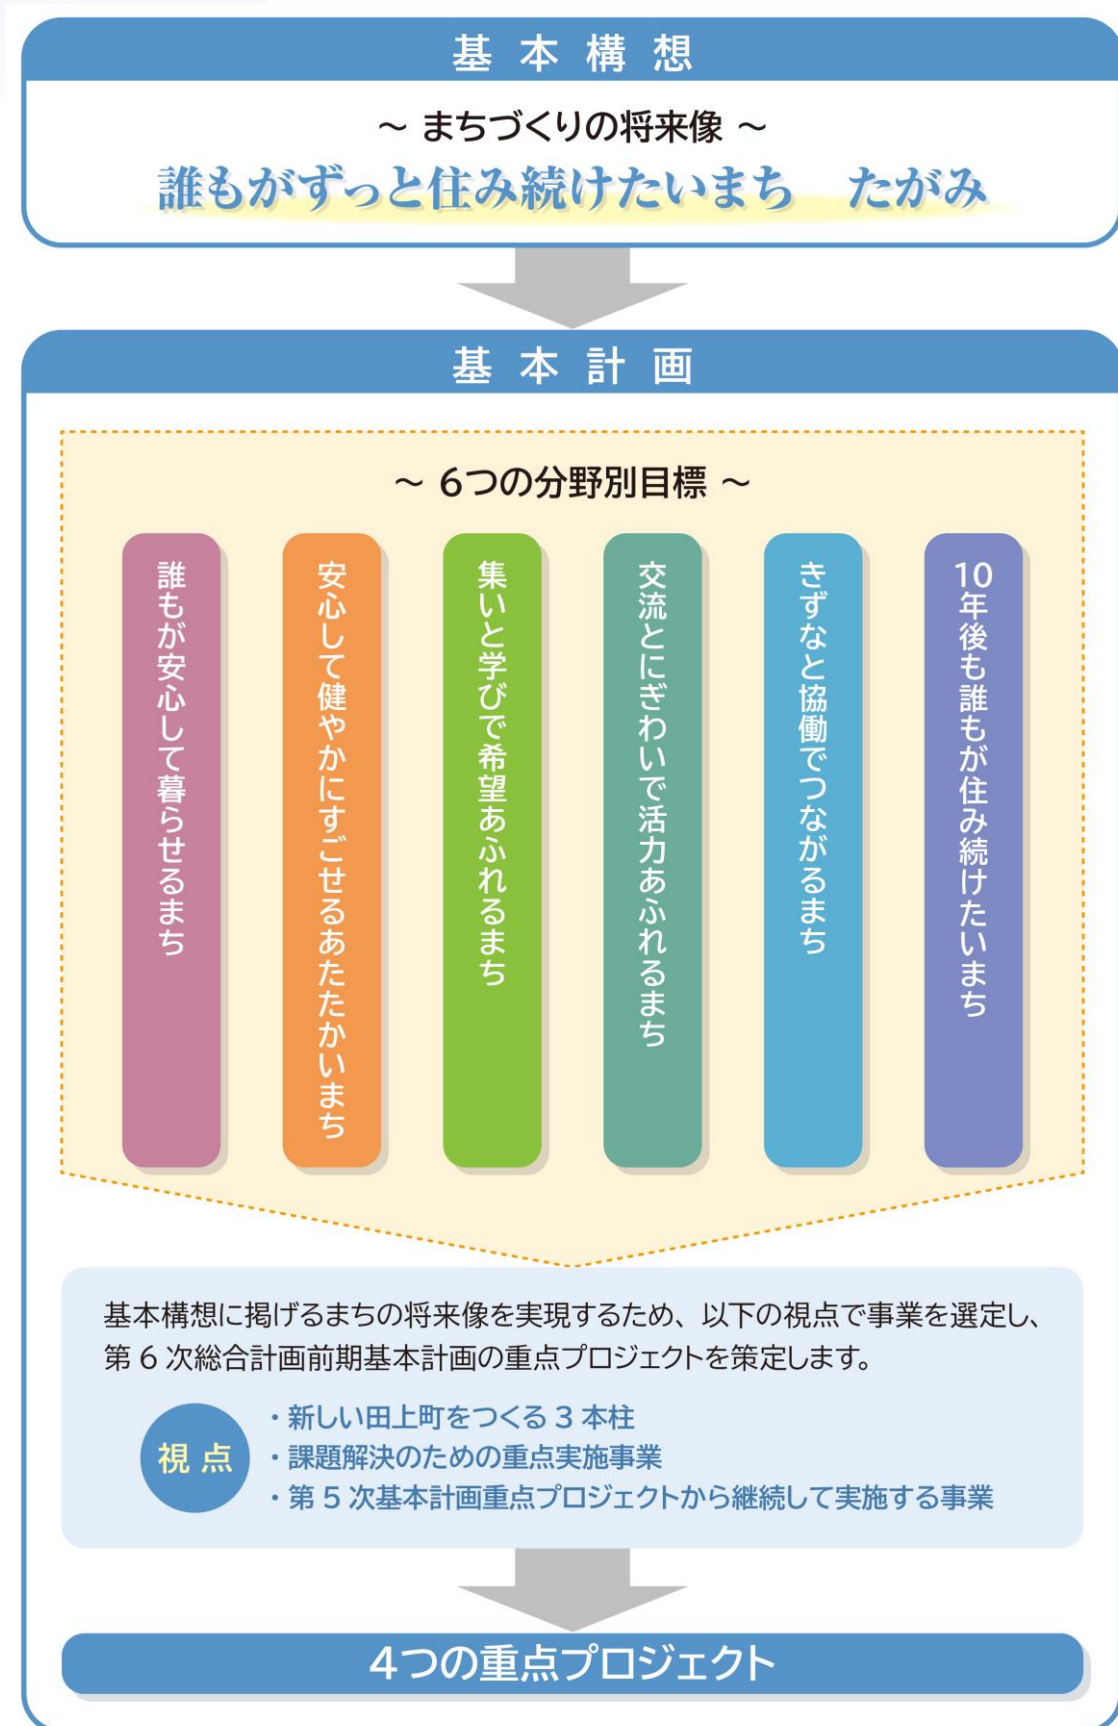 基本構想
～ まちづくりの将来像 ～
誰もがずっと住み続けたいまち　たがみ
基本計画
～ 6つの分野別目標 ～
誰もが安心して暮らせるまち
安心して健やかにすごせるあたたかいまち
集いと学びで希望あふれるまち
交流とにぎわいで活力あふれるまち
きずなと協働でつながるまち
10年後も誰もが住み続けたいまち
基本構想に掲げるまちの将来像を実現するため、以下の視点で事業を選定し、
第 6 次総合計画前期基本計画の重点プロジェクトを策定します。
視点
・新しい田上町をつくる 3 本柱
・課題解決のための重点実施事業
・第 5 次基本計画重点プロジェクトから継続して実施する事業
4つの重点プロジェクト